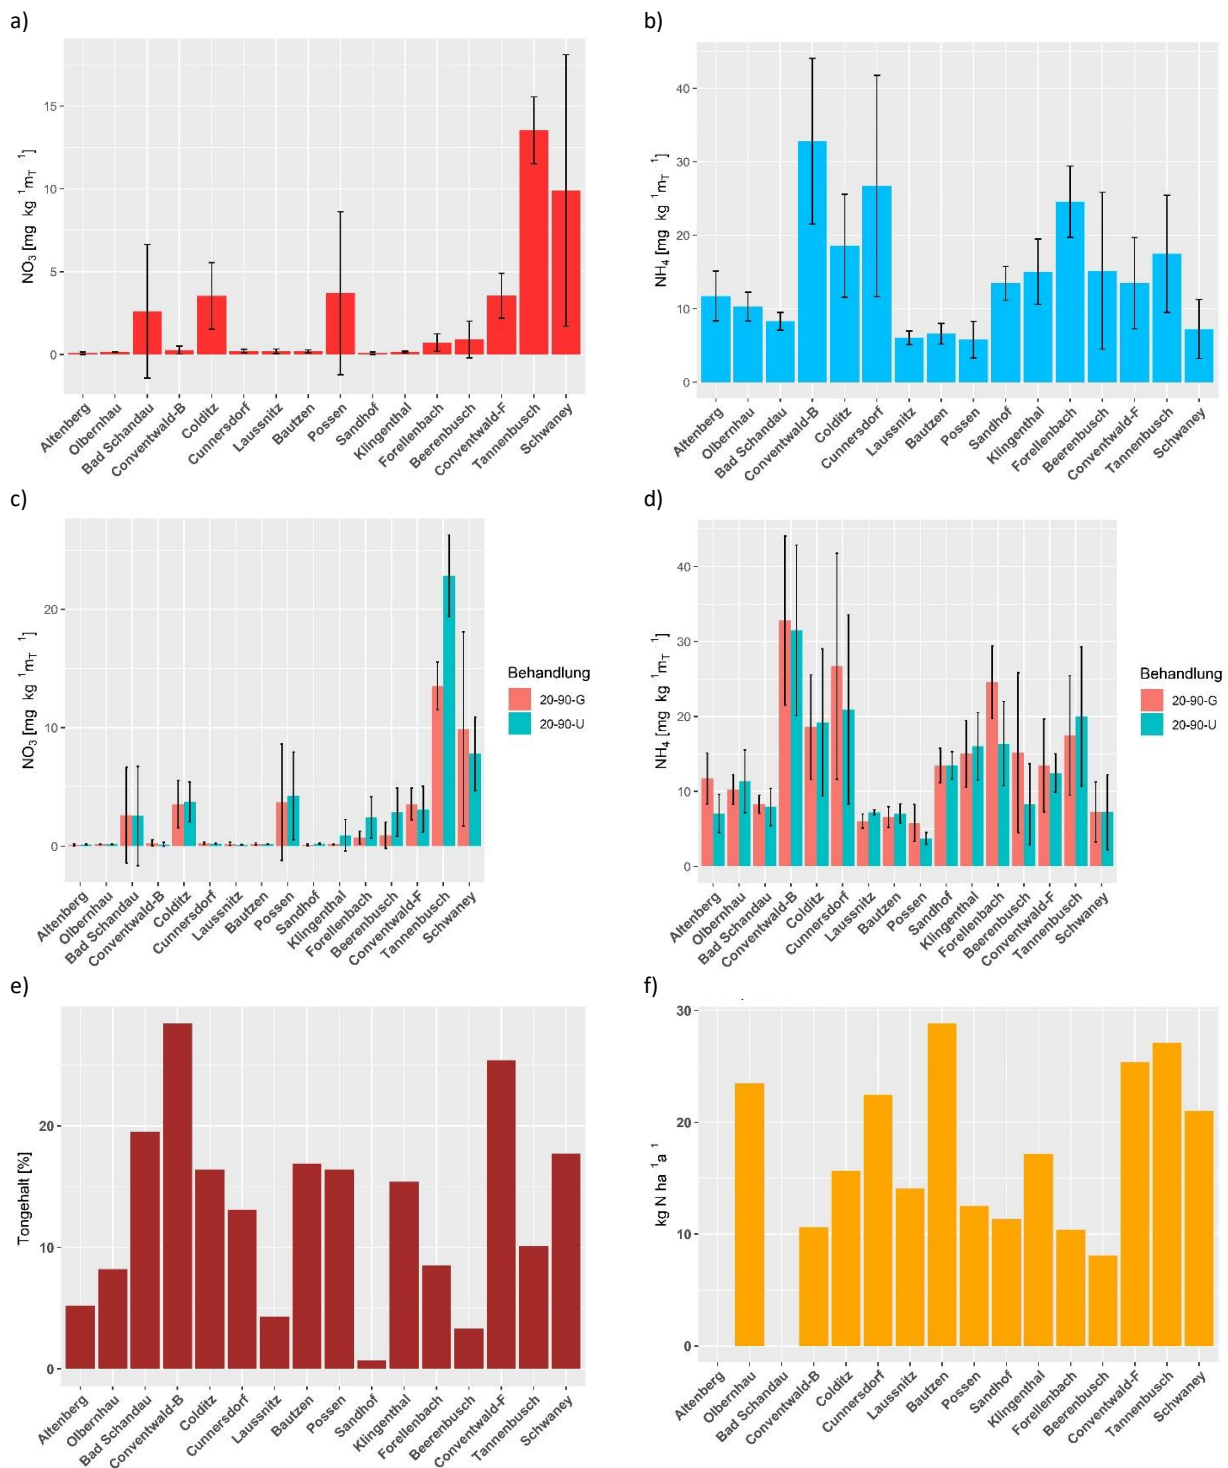 a)
NO3 [mg kg 1mT 1]
15
10
5
0
Altenberg
Olbernhau
Bad Schandau
Conventwald-B
Colditz
Cunnersdorf
Laussnitz
Bautzen
Possen
Sandhof
Klingenthal
Forellenbach
Beerenbusch
Conventwald-F
Tannenbusch
Schwaney
b)
NH4 [mg kg 1mT 1]
40
30
20
10
0
Altenberg
Olbernhau
Bad Schandau
Conventwald-B
Colditz
Cunnersdorf
Laussnitz
Bautzen
Possen
Sandhof
Klingenthal
Forellenbach
Beerenbusch
Conventwald-F
Tannenbusch
Schwaney
c)
NO3 [mg kg 1mT 1]
20
10
0
Altenberg
Olbernhau
Bad Schandau
Conventwald-B
Colditz
Cunnersdorf
Laussnitz
Bautzen
Possen
Sandhof
Klingenthal
Forellenbach
Beerenbusch
Conventwald-F
Tannenbusch
Schwaney
Behandlung
20-90-G
20-90-U
d)
NH4 [mg kg 1mT 1]
40
30
20
10
0
Altenberg
Olbernhau
Bad Schandau
Conventwald-B
Colditz
Cunnersdorf
Laussnitz
Bautzen
Possen
Sandhof
Klingenthal
Forellenbach
Beerenbusch
Conventwald-F
Tannenbusch
Schwaney
Behandlung
20-90-G
20-90-U
e)
Tongehalt [%]
20
10
0
Altenberg
Olbernhau
Bad Schandau
Conventwald-B
Colditz
Cunnersdorf
Laussnitz
Bautzen
Possen
Sandhof
Klingenthal
Forellenbach
Beerenbusch
Conventwald-F
Tannenbusch
Schwaney
f)
kg N ha 1a 1
30
20
10
0
Altenberg
Olbernhau
Bad Schandau
Conventwald-B
Colditz
Cunnersdorf
Laussnitz
Bautzen
Possen
Sandhof
Klingenthal
Forellenbach
Beerenbusch
Conventwald-F
Tannenbusch
Schwaney